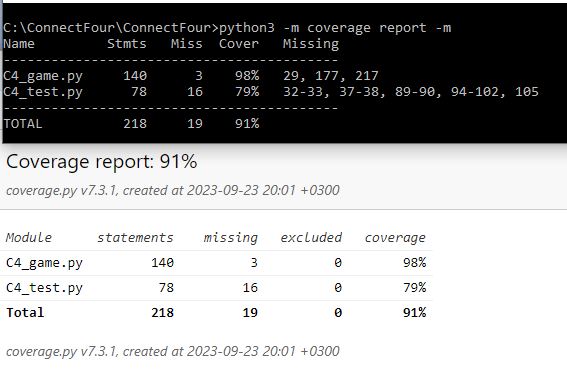 C:\ConnectFour\ConnectFour>python3 -m coverage report -m
Name Stmts Miss Cover Missing
------------------------------------------
C4_game.py 140 3 98% 29, 177, 217
C4_test.py 78 16 79% 32-33, 37-38, 89-90, 94-102, 105
------------------------------------------
TOTAL 218 19 91%
Coverage report: 91%
coverage.py v7.3.1, created at 2023-09-23 20:01 +0300
Module statements missing excluded coverage
C4_game.py 140 3 0 98%
C4_test.py 78 16 0 79%
Total 218 19 0 91%
coverage.py v7.3.1, created at 2023-09-23 20:01 +0300